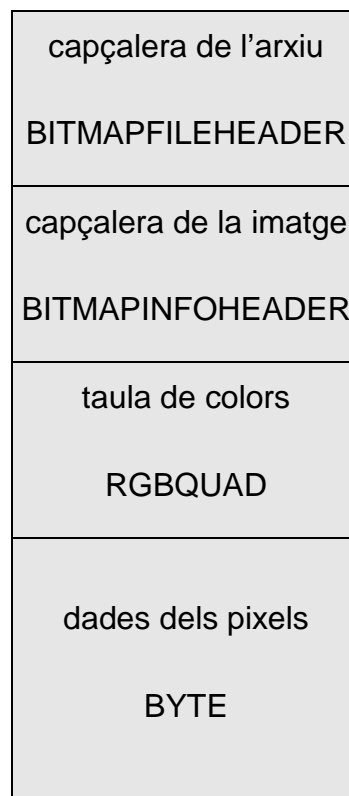 capçalera de l’arxiu
BITMAPFILEHEADER
capçalera de la imatge
BITMAPINFOHEADER
taula de colors
RGBQUAD
dades dels pixels
BYTE